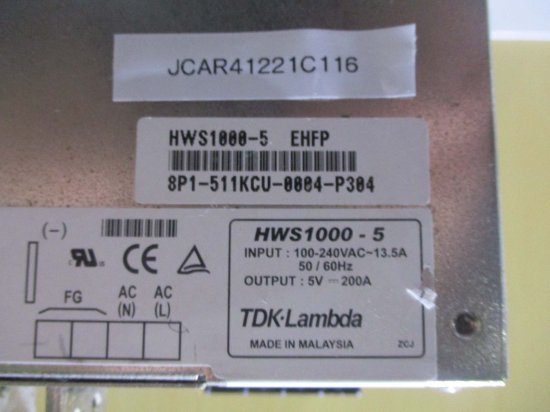 JCAR41221C116
HWS1000-5 EHFP
8P1-511KCU-0004-P304
(-)
HWS1000-5
INPUT : 100-240VAC~13.5A
50 / 60Hz
OUTPUT : 5V ⎓ 200A
FG AC (N) AC (L)
CE
TDK·Lambda
MADE IN MALAYSIA ZCJ